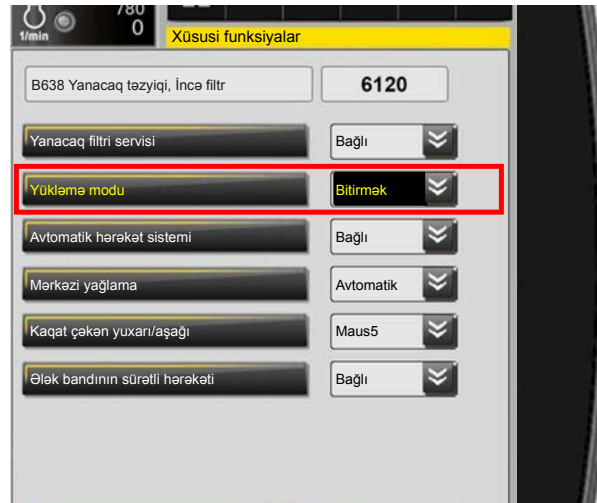 780
1/min
0
Xüsusi funksiyalar
B638 Yanacaq təzyiqi, İncə filtr
6120
Yanacaq filtri servisi
Bağlı
Yükləmə modu
Bitirmək
Avtomatik hərəkət sistemi
Bağlı
Mərkəzi yağlama
Avtomatik
Kaqat çəkən yuxarı/aşağı
Maus5
Ələk bandının sürətli hərəkəti
Bağlı